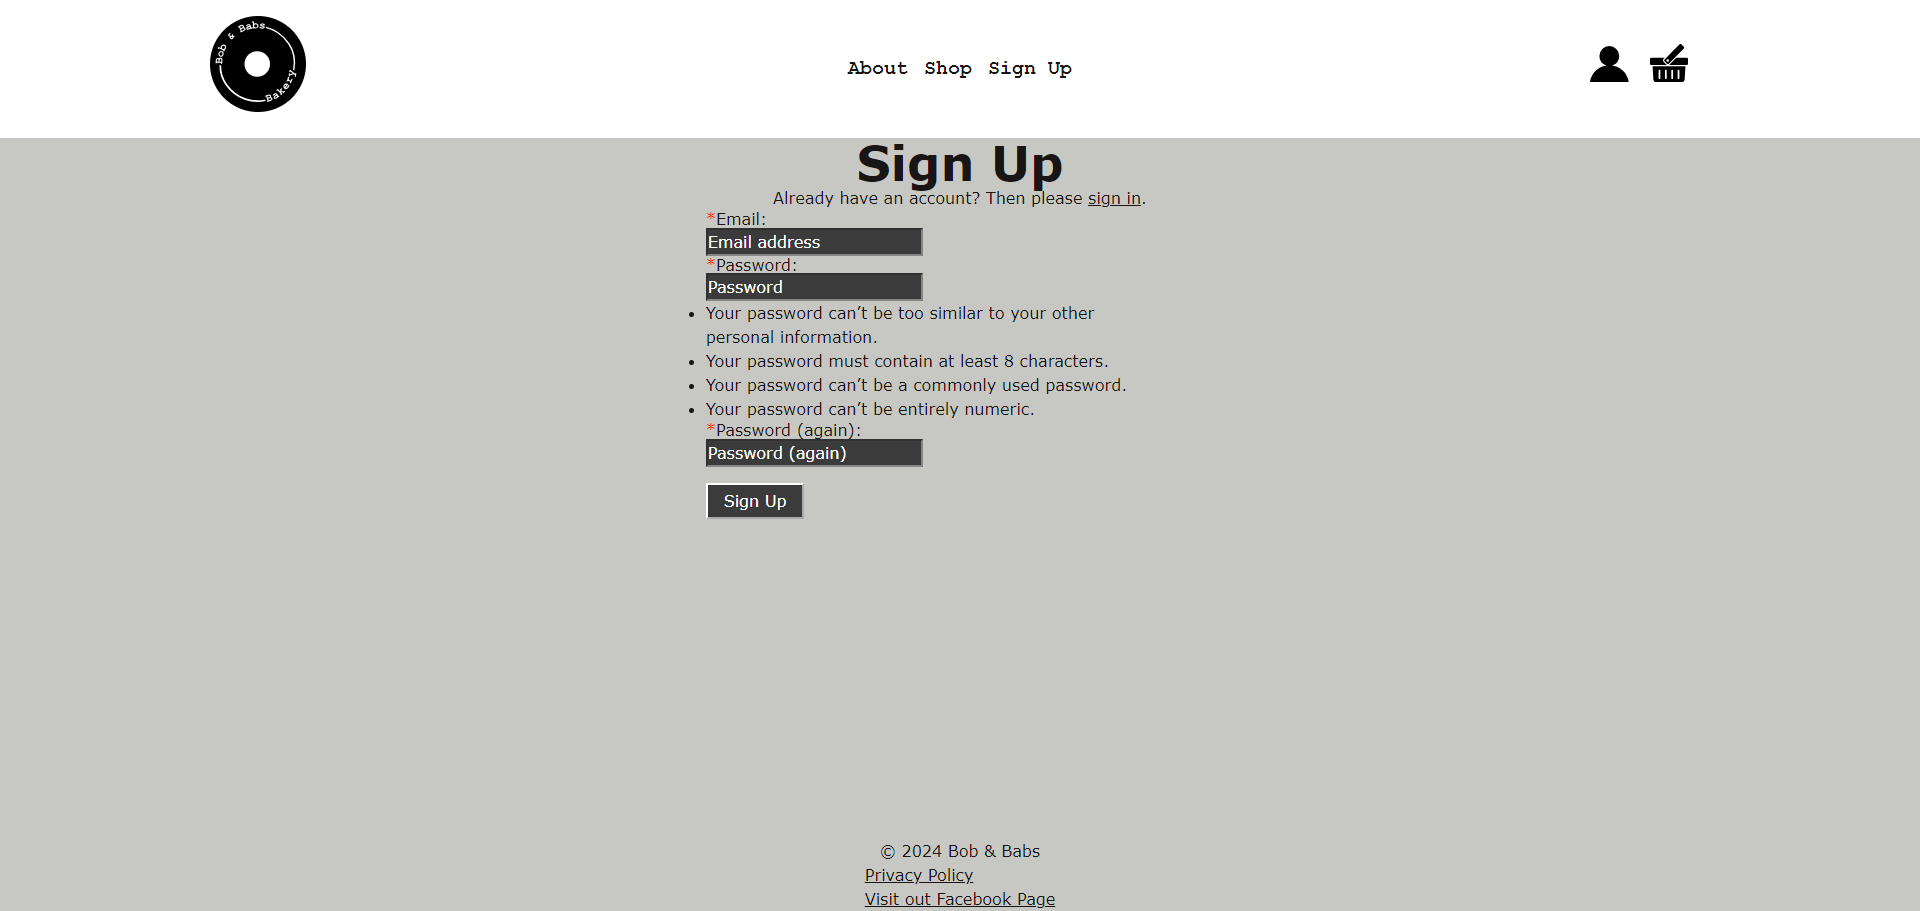 Bob & Babs
Bakery
About Shop Sign Up
Sign Up
Already have an account? Then please sign in.
*Email:
Email address
*Password:
Password
• Your password can’t be too similar to your other
personal information.
• Your password must contain at least 8 characters.
• Your password can’t be a commonly used password.
• Your password can’t be entirely numeric.
*Password (again):
Password (again)
Sign Up
© 2024 Bob & Babs
Privacy Policy
Visit out Facebook Page